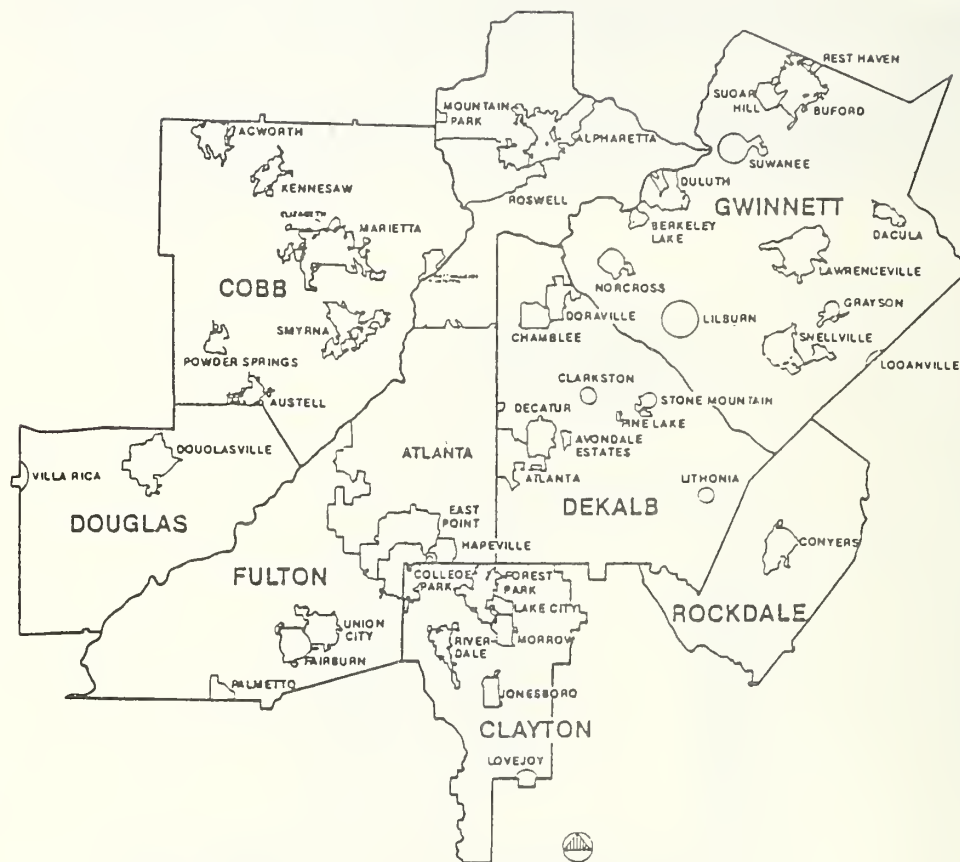 REST HAVEN
SUGAR
HILL
BUFORD
MOUNTAIN
PARK
ALPHARETTA
ACWORTH
SUWANEE
KENNESAW
DULUTH
ROSWELL
GWINNETT
ELIZABETH
MARIETTA
BERKELEY
LAKE
DACULA
LAWRENCEVILLE
COBB
NORCROSS
GRAYSON
DORAVILLE
LILBURN
SMYRNA
CHAMBLEE
SNELLVILLE
POWDER SPRINGS
LOGANVILLE
CLARKSTON
AUSTELL
STONE MOUNTAIN
DECATUR
PINE LAKE
AVONDALE
ESTATES
DOUGLASVILLE
ATLANTA
VILLA RICA
ATLANTA
LITHONIA
DOUGLAS
DEKALB
EAST
POINT
CONYERS
HAPEVILLE
FULTON
COLLEGE
PARK
FOREST
PARK
LAKE CITY
ROCKDALE
UNION
CITY
RIVER
DALE
MORROW
FAIRBURN
PALMETTO
JONESBORO
CLAYTON
LOVEJOY